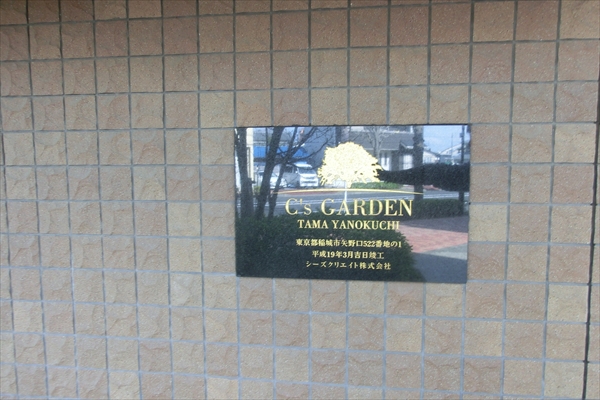 C's GARDEN
TAMA YANOKUCHI
東京都稲城市矢野口522番地の1
平成19年3月吉日竣工
シーズクリエイト株式会社